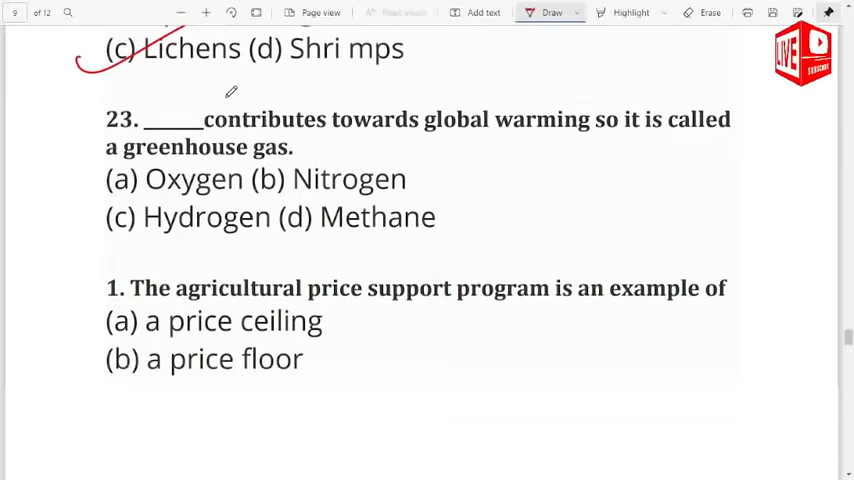 9 of 12 Page view Read aloud Add text Draw Highlight Erase
(c) Lichens (d) Shri mps
LIVE
SUBSCRIBE
23. ______contributes towards global warming so it is called
a greenhouse gas.
(a) Oxygen (b) Nitrogen
(c) Hydrogen (d) Methane
1. The agricultural price support program is an example of
(a) a price ceiling
(b) a price floor